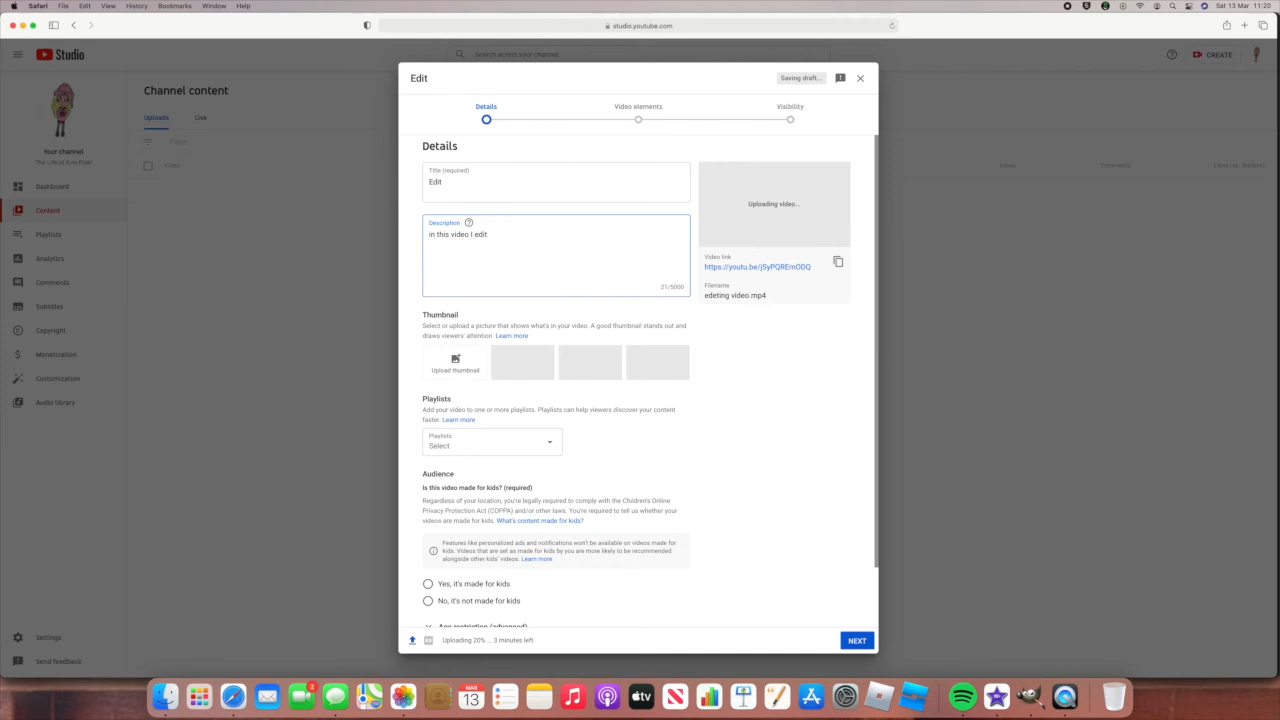 Safari File Edit View History Bookmarks Window Help
Sat 13 Mar 11:20
studio.youtube.com
Studio
Search across your channel
CREATE
Your channel
The Life of Eva Pink!
Dashboard
Content
Playlists
Analytics
Comments
Subtitles
Copyright
Monetization
Customization
Audio library
Settings
Send feedback
Channel content
Uploads Live
Filter
Video
Views
Comments
Edit
Saving draft...
Details
Video elements
Visibility
Details
Title (required)
Edit
Description
in this video I edit
21/5000
Uploading video...
Video link
https://youtu.be/jSyPQREmODQ
Filename
edeting video.mp4
Thumbnail
Select or upload a picture that shows what's in your video. A good thumbnail stands out and
draws viewers' attention. Learn more
Upload thumbnail
Playlists
Add your video to one or more playlists. Playlists can help viewers discover your content
faster. Learn more
Playlists
Select
Audience
Is this video made for kids? (required)
Regardless of your location, you're legally required to comply with the Children's Online
Privacy Protection Act (COPPA) and/or other laws. You're required to tell us whether your
videos are made for kids. What's content made for kids?
Features like personalized ads and notifications won't be available on videos made for
kids. Videos that are set as made for kids by you are more likely to be recommended
alongside other kids' videos. Learn more
Yes, it's made for kids
No, it's not made for kids
Age restriction (advanced)
Uploading 20% ... 3 minutes left
NEXT
2
MAR
13
tv